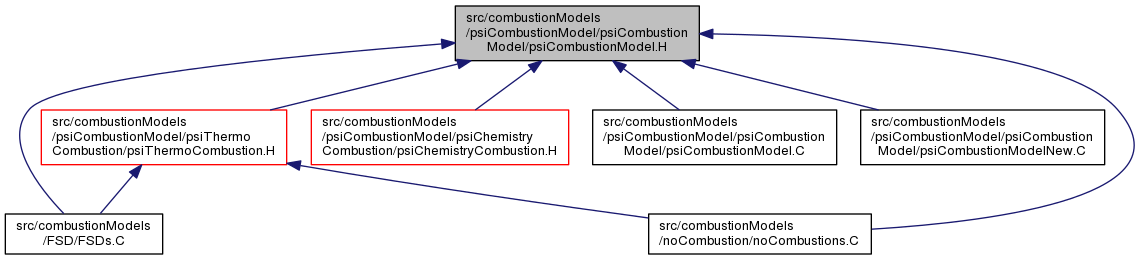 src/combustionModels
/psiCombustionModel/psiCombustion
Model/psiCombustionModel.H
src/combustionModels
/psiCombustionModel/psiThermo
Combustion/psiThermoCombustion.H
src/combustionModels
/psiCombustionModel/psiChemistry
Combustion/psiChemistryCombustion.H
src/combustionModels
/psiCombustionModel/psiCombustion
Model/psiCombustionModel.C
src/combustionModels
/psiCombustionModel/psiCombustion
Model/psiCombustionModelNew.C
src/combustionModels
/FSD/FSDs.C
src/combustionModels
/noCombustion/noCombustions.C